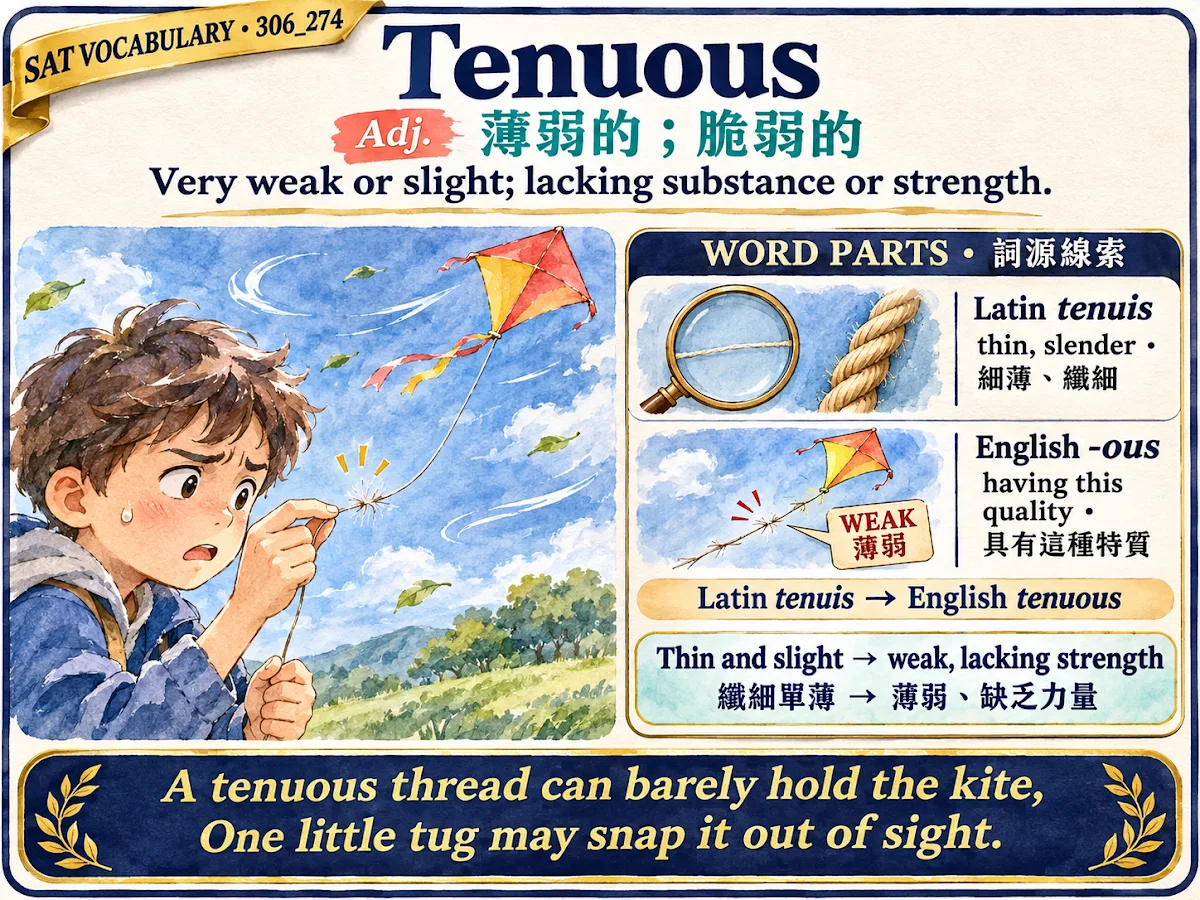 SAT VOCABULARY • 306_274
Tenuous
Adj. 薄弱的；脆弱的
Very weak or slight; lacking substance or strength.
WORD PARTS • 詞源線索
Latin tenuis
thin, slender •
細薄、纖細
English -ous
having this
quality •
具有這種特質
WEAK
薄弱
Latin tenuis → English tenuous
Thin and slight → weak, lacking strength
纖細單薄 → 薄弱、缺乏力量
A tenuous thread can barely hold the kite,
One little tug may snap it out of sight.